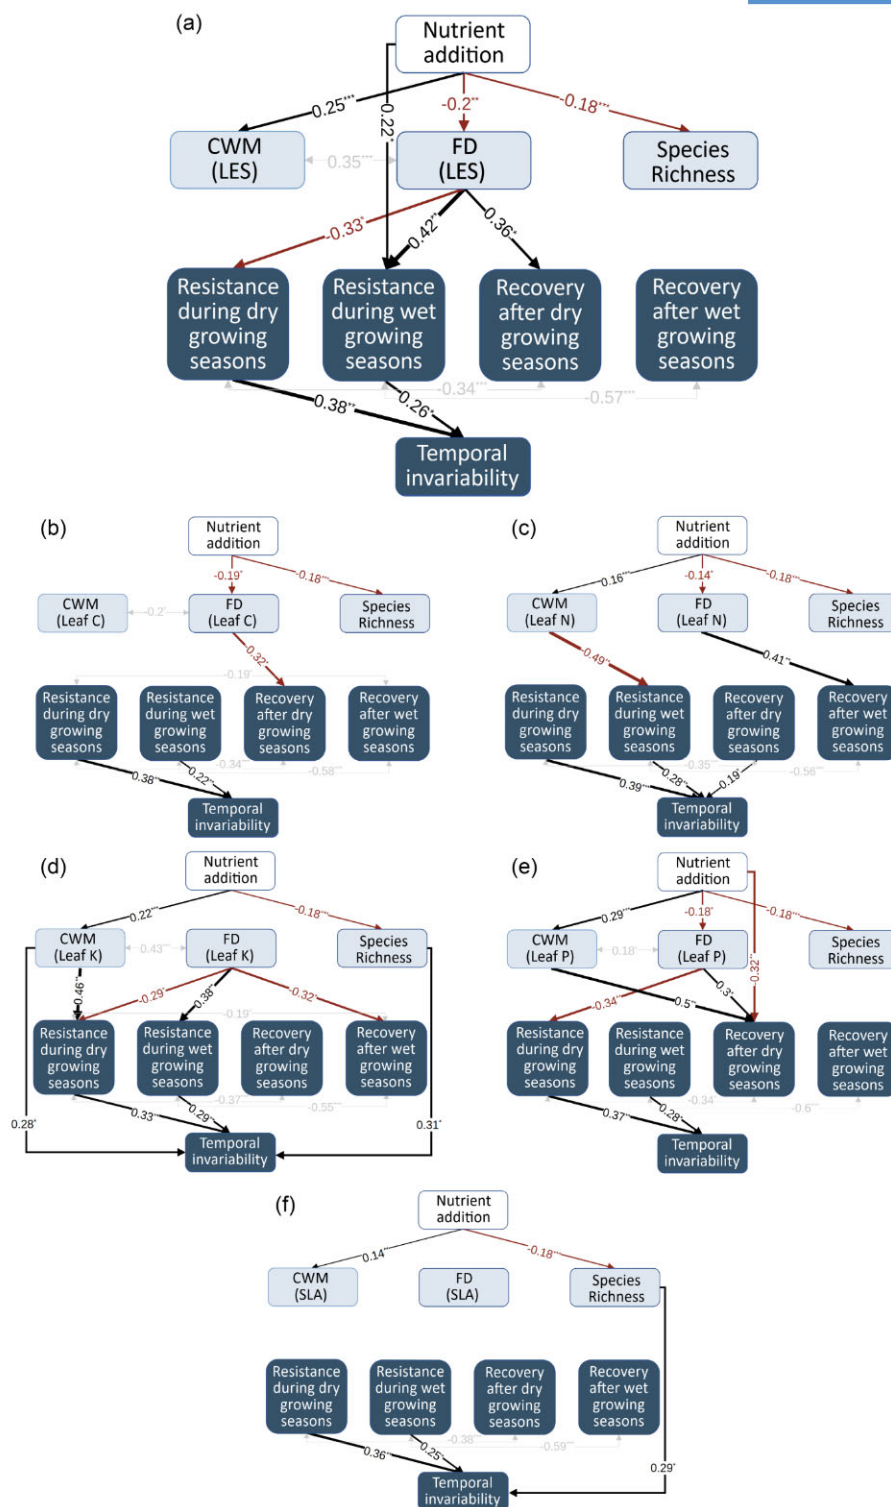 (a)
Nutrient
addition
0.25***
0.22*
-0.2**
-0.18***
CWM
(LES)
0.35***
FD
(LES)
Species
Richness
-0.33*
0.42**
0.36*
Resistance
during dry
growing
seasons
Resistance
during wet
growing
seasons
Recovery
after dry
growing
seasons
Recovery
after wet
growing
seasons
-0.34***
-0.57***
0.38**
0.26*
Temporal
invariability
(b)
Nutrient
addition
-0.19*
-0.18***
CWM
(Leaf C)
-0.2*
FD
(Leaf C)
Species
Richness
-0.32*
-0.19*
Resistance
during dry
growing
seasons
Resistance
during wet
growing
seasons
Recovery
after dry
growing
seasons
Recovery
after wet
growing
seasons
-0.34***
-0.58***
0.38**
0.22*
Temporal
invariability
(c)
Nutrient
addition
0.16***
-0.14*
-0.18***
CWM
(Leaf N)
FD
(Leaf N)
Species
Richness
-0.49**
0.41**
Resistance
during dry
growing
seasons
Resistance
during wet
growing
seasons
Recovery
after dry
growing
seasons
Recovery
after wet
growing
seasons
-0.35***
-0.56***
0.39**
0.28**
0.19*
Temporal
invariability
(d)
Nutrient
addition
0.22***
-0.18***
CWM
(Leaf K)
0.43***
FD
(Leaf K)
Species
Richness
0.46**
-0.29*
0.38*
-0.32*
-0.19*
Resistance
during dry
growing
seasons
Resistance
during wet
growing
seasons
Recovery
after dry
growing
seasons
Recovery
after wet
growing
seasons
-0.37***
-0.55***
0.28*
0.33*
0.29**
0.31*
Temporal
invariability
(e)
Nutrient
addition
0.29***
-0.18*
-0.18***
CWM
(Leaf P)
0.18*
FD
(Leaf P)
Species
Richness
-0.32**
-0.34**
0.5**
0.3*
Resistance
during dry
growing
seasons
Resistance
during wet
growing
seasons
Recovery
after dry
growing
seasons
Recovery
after wet
growing
seasons
-0.34***
-0.6***
0.37**
0.28*
Temporal
invariability
(f)
Nutrient
addition
0.14***
-0.18***
CWM
(SLA)
FD
(SLA)
Species
Richness
Resistance
during dry
growing
seasons
Resistance
during wet
growing
seasons
Recovery
after dry
growing
seasons
Recovery
after wet
growing
seasons
-0.38***
-0.59***
0.36**
0.25*
0.29*
Temporal
invariability